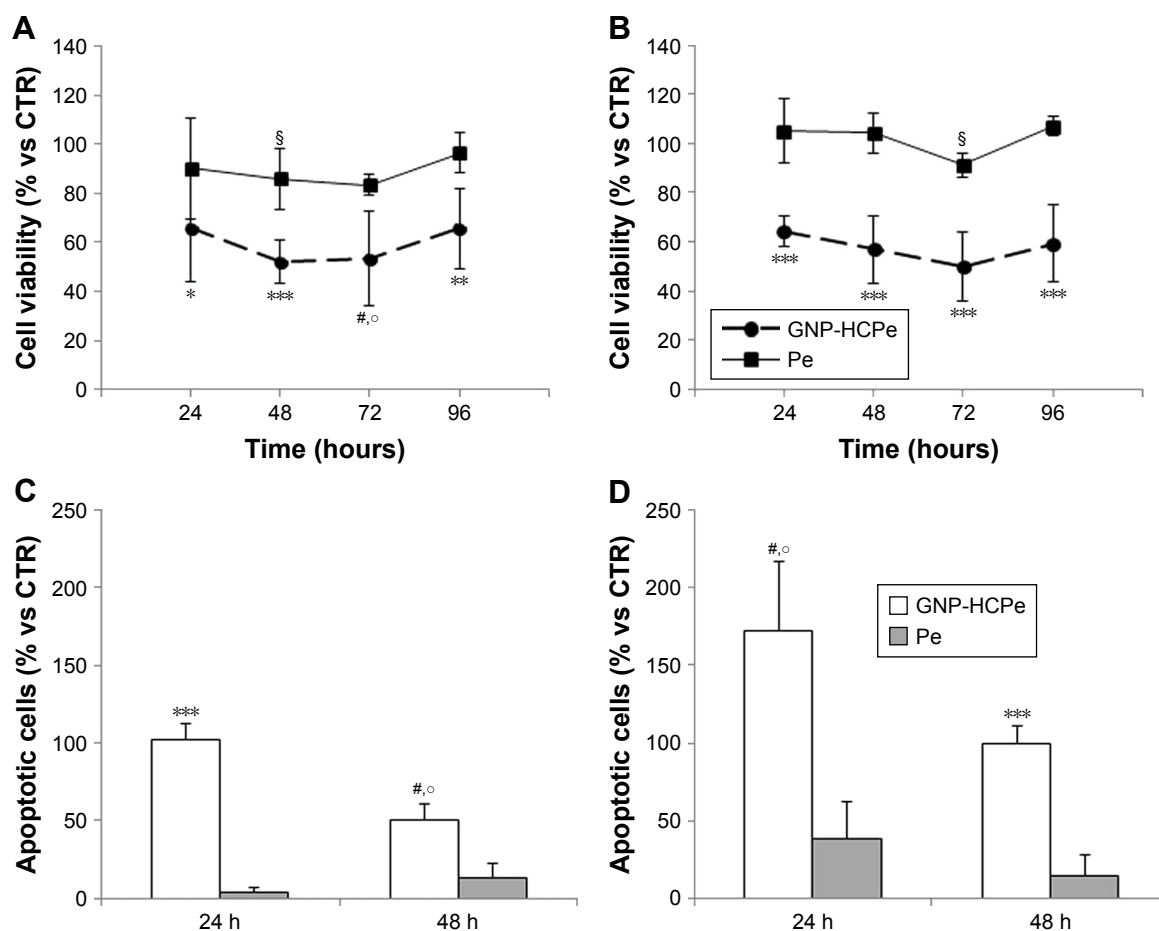 A
Cell viability (% vs CTR)
140
120
100
80
60
40
20
0
§
*
***
#,○
**
24 48 72 96
Time (hours)
B
Cell viability (% vs CTR)
140
120
100
80
60
40
20
0
§
***
***
***
***
GNP-HCPe
Pe
24 48 72 96
Time (hours)
C
Apoptotic cells (% vs CTR)
250
200
150
100
50
0
***
#,○
24 h 48 h
D
Apoptotic cells (% vs CTR)
250
200
150
100
50
0
#,○
***
GNP-HCPe
Pe
24 h 48 h